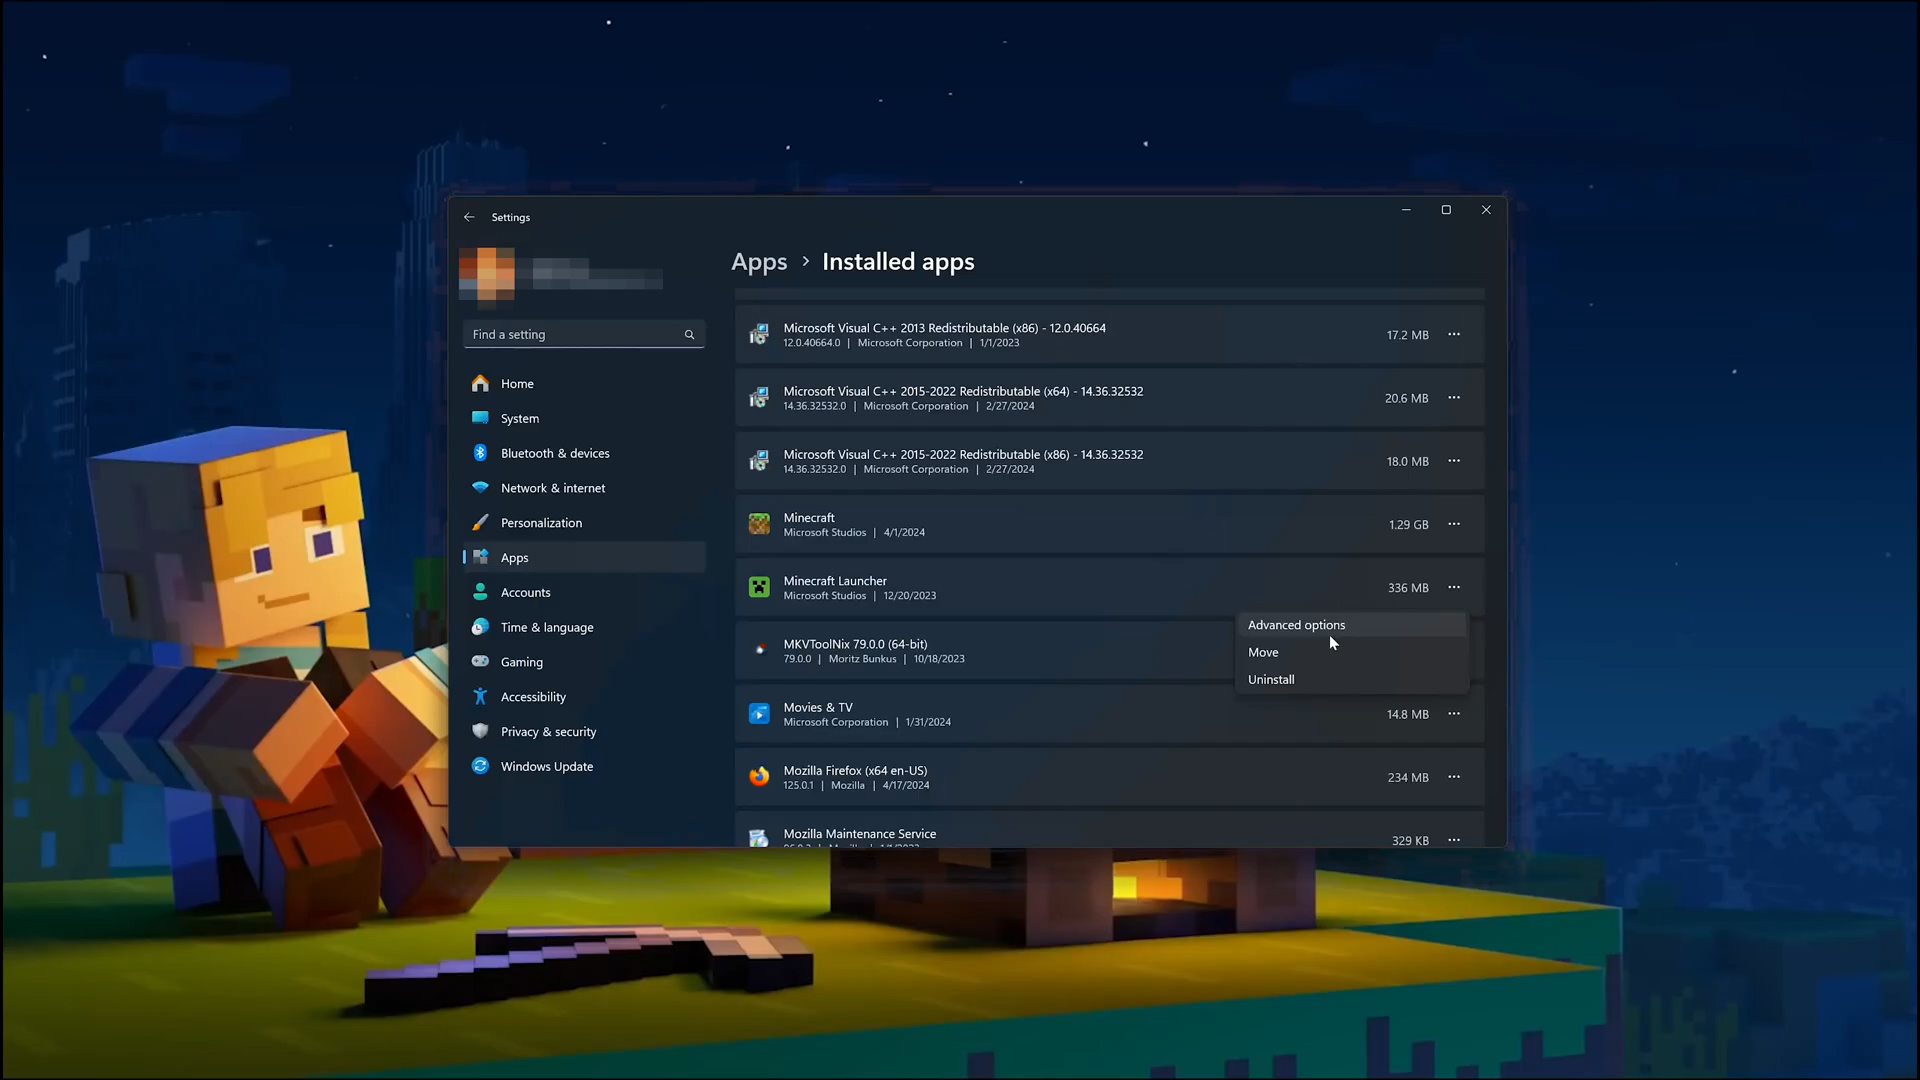 Settings
Find a setting
Home
System
Bluetooth & devices
Network & internet
Personalization
Apps
Accounts
Time & language
Gaming
Accessibility
Privacy & security
Windows Update
Apps > Installed apps
Microsoft Visual C++ 2013 Redistributable (x86) - 12.0.40664
12.0.40664.0 | Microsoft Corporation | 1/1/2023
17.2 MB
Microsoft Visual C++ 2015-2022 Redistributable (x64) - 14.36.32532
14.36.32532.0 | Microsoft Corporation | 2/27/2024
20.6 MB
Microsoft Visual C++ 2015-2022 Redistributable (x86) - 14.36.32532
14.36.32532.0 | Microsoft Corporation | 2/27/2024
18.0 MB
Minecraft
Microsoft Studios | 4/1/2024
1.29 GB
Minecraft Launcher
Microsoft Studios | 12/20/2023
336 MB
Advanced options
Move
Uninstall
MKVToolNix 79.0.0 (64-bit)
79.0.0 | Moritz Bunkus | 10/18/2023
Movies & TV
Microsoft Corporation | 1/31/2024
14.8 MB
Mozilla Firefox (x64 en-US)
125.0.1 | Mozilla | 4/17/2024
234 MB
Mozilla Maintenance Service
329 KB